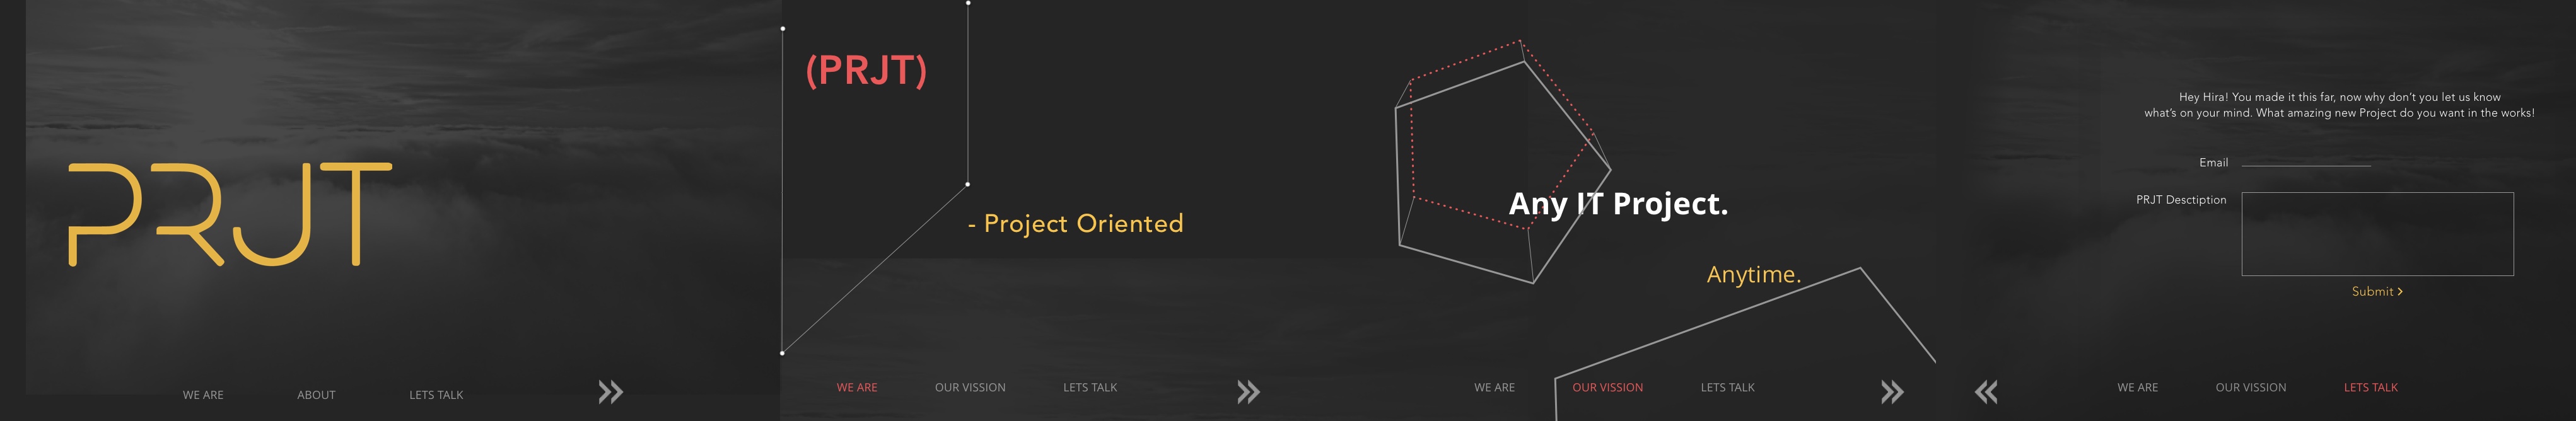 PRJT
WE ARE
ABOUT
LETS TALK
(PRJT)
- Project Oriented
WE ARE
OUR VISSION
LETS TALK
Any IT Project.
Anytime.
WE ARE
OUR VISSION
LETS TALK
Hey Hira! You made it this far, now why don't you let us know
what's on your mind. What amazing new Project do you want in the works!
Email
PRJT Desctiption
Submit >
WE ARE
OUR VISSION
LETS TALK